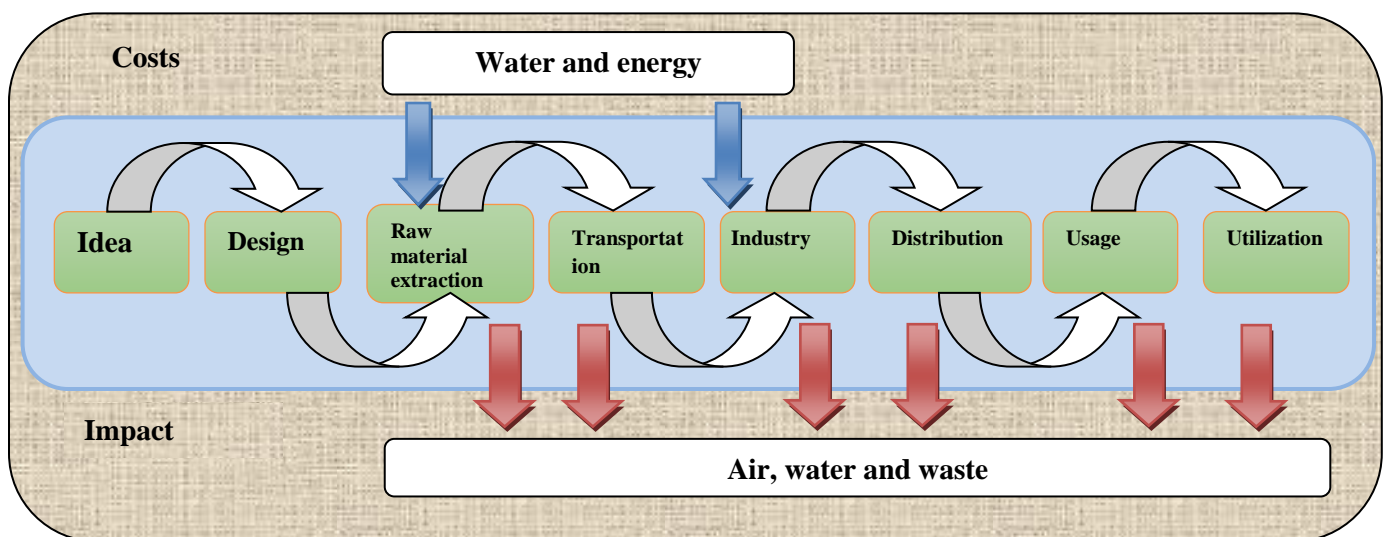 Costs
Water and energy
Idea
Design
Raw
material
extraction
Transportat
ion
Industry
Distribution
Usage
Utilization
Impact
Air, water and waste